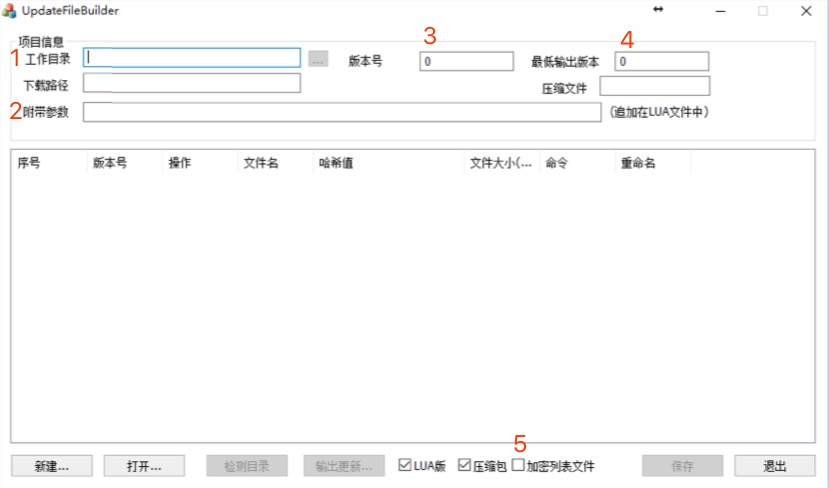 UpdateFileBuilder
项目信息
1 工作目录 ... 版本号 3 0 最低输出版本 4 0
下载路径 压缩文件
2 附带参数 (追加在LUA文件中)
序号 版本号 操作 文件名 哈希值 文件大小(... 命令 重命名
5
新建... 打开... 检测目录 输出更新... LUA版 压缩包 加密列表文件 保存 退出